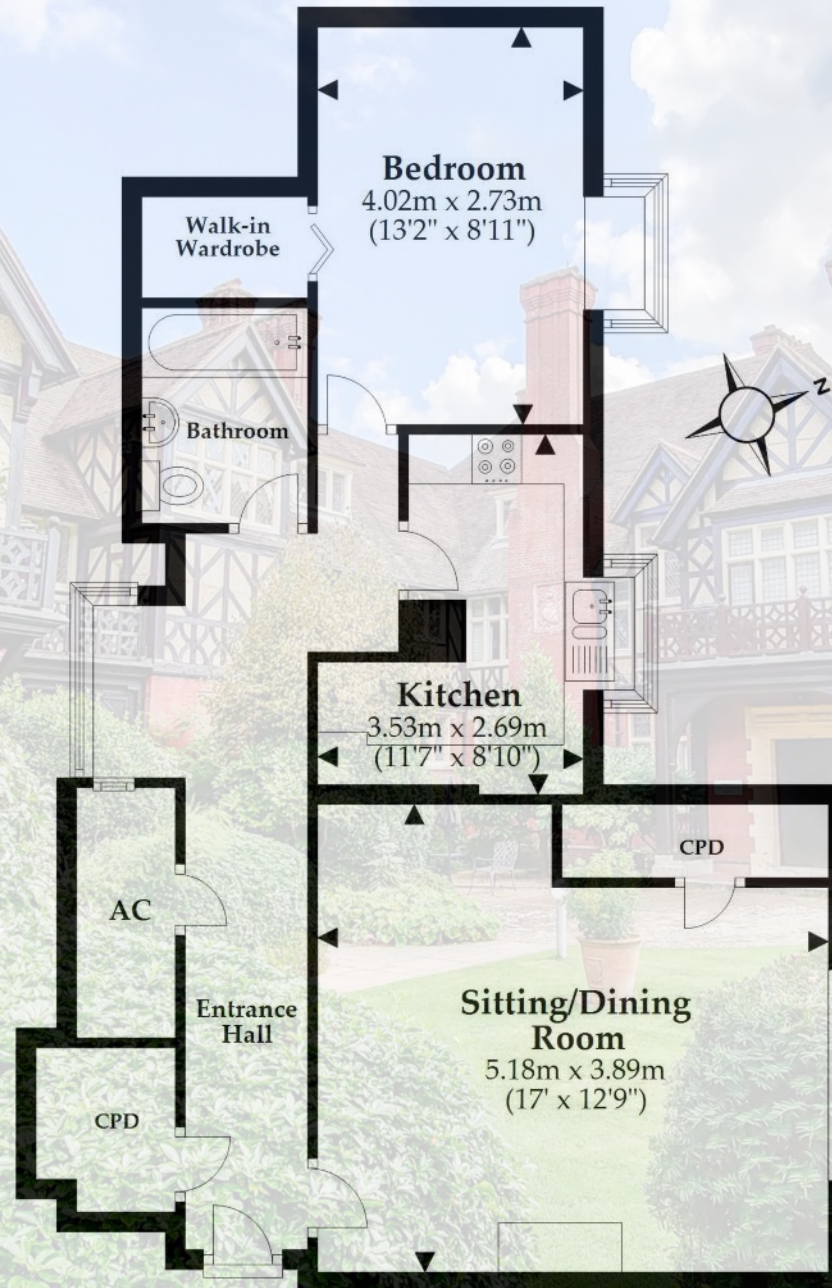 Bedroom
4.02m x 2.73m
(13'2" x 8'11")
Walk-in
Wardrobe
Bathroom
N
Kitchen
3.53m x 2.69m
(11'7" x 8'10")
CPD
AC
Entrance
Hall
Sitting/Dining
Room
5.18m x 3.89m
(17' x 12'9")
CPD